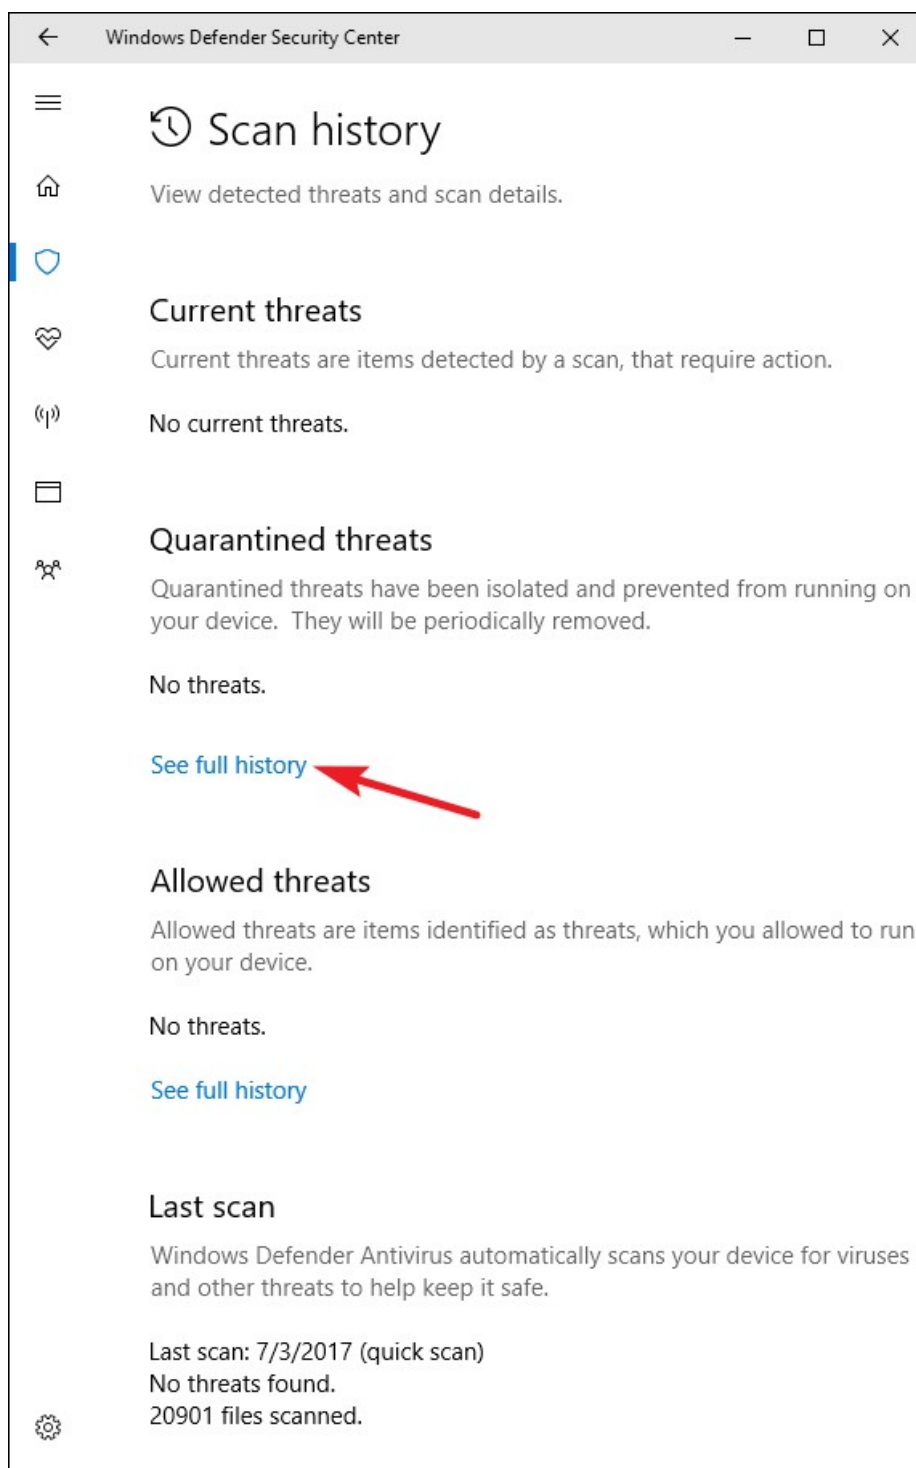 Windows Defender Security Center
Scan history
View detected threats and scan details.
Current threats
Current threats are items detected by a scan, that require action.
No current threats.
Quarantined threats
Quarantined threats have been isolated and prevented from running on
your device.  They will be periodically removed.
No threats.
See full history
Allowed threats
Allowed threats are items identified as threats, which you allowed to run
on your device.
No threats.
See full history
Last scan
Windows Defender Antivirus automatically scans your device for viruses
and other threats to help keep it safe.
Last scan: 7/3/2017 (quick scan)
No threats found.
20901 files scanned.